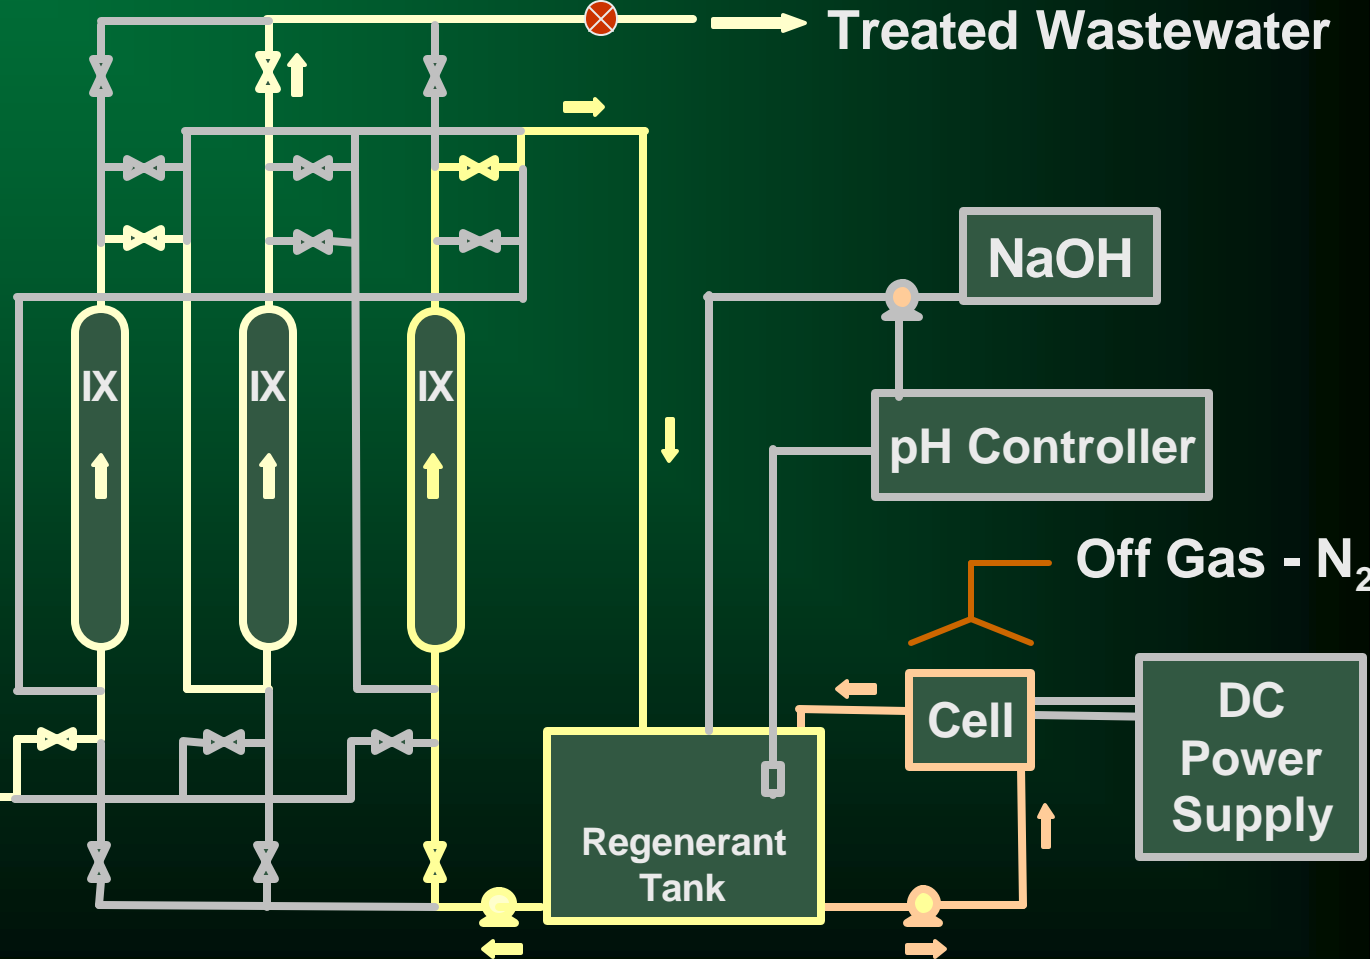 Treated Wastewater
NaOH
IX
IX
IX
pH Controller
Off Gas - N₂
Cell
DC
Power
Supply
Regenerant
Tank